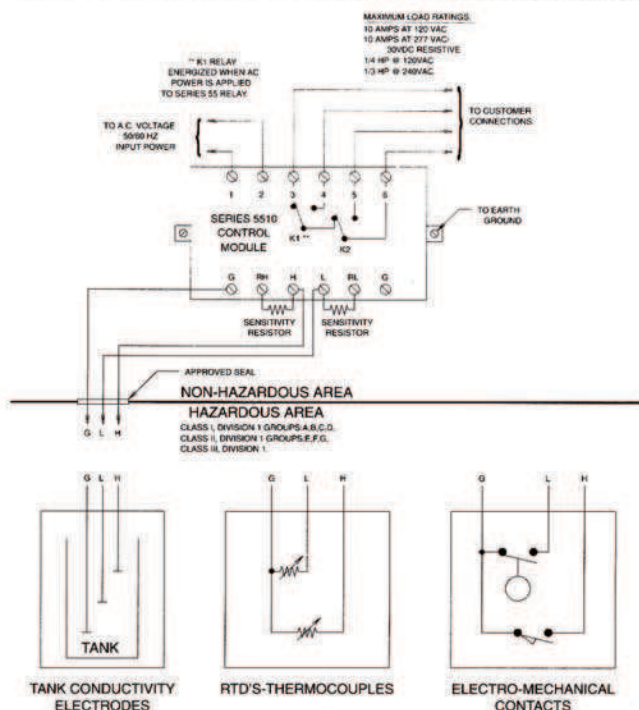 MAXIMUM LOAD RATINGS
10 AMPS AT 120 VAC
10 AMPS AT 277 VAC/
30VDC RESISTIVE
1/4 HP @ 120VAC
1/3 HP @ 240VAC
** K1 RELAY
ENERGIZED WHEN AC
POWER IS APPLIED
TO SERIES 55 RELAY.
TO A.C. VOLTAGE
50/60 HZ
INPUT POWER
TO CUSTOMER
CONNECTIONS.
1 2 3 4 5 6
SERIES 5510
CONTROL
MODULE
K1 **
K2
TO EARTH
GROUND
G RH H L RL G
SENSITIVITY
RESISTOR
SENSITIVITY
RESISTOR
APPROVED SEAL
NON-HAZARDOUS AREA
HAZARDOUS AREA
CLASS I, DIVISION 1 GROUPS:A,B,C,D.
CLASS II, DIVISION 1 GROUPS:E,F,G.
CLASS III, DIVISION 1.
G L H
G L H
G L H
G L H
TANK
TANK CONDUCTIVITY
ELECTRODES
RTD'S-THERMOCOUPLES
ELECTRO-MECHANICAL
CONTACTS